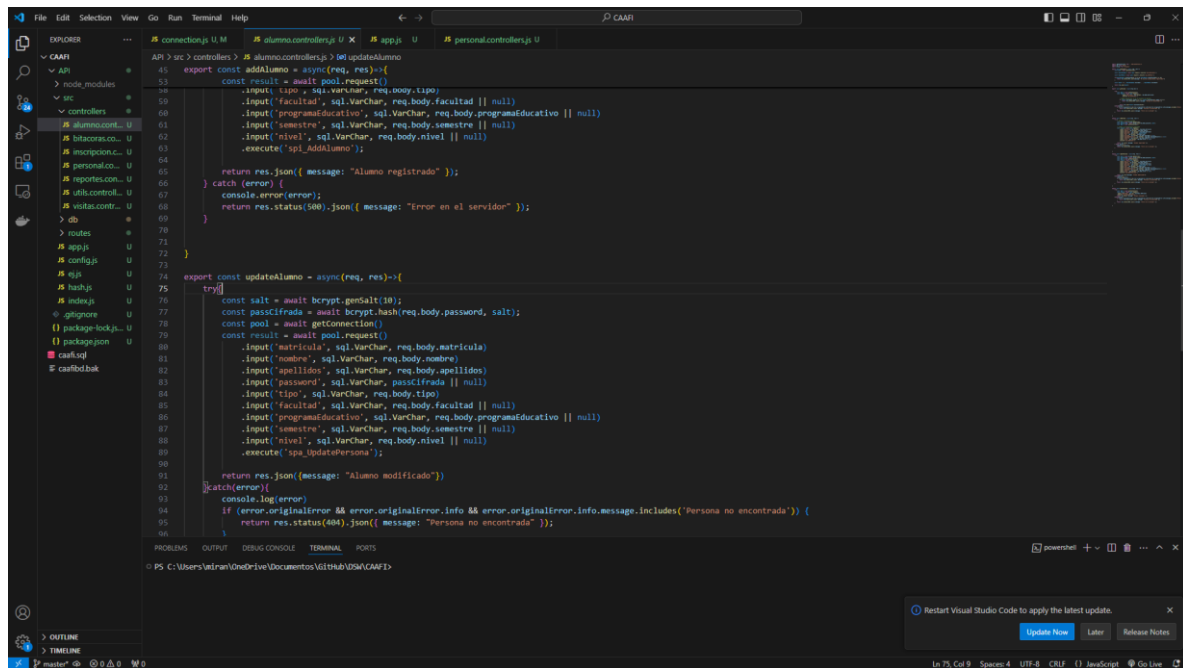 File Edit Selection View Go Run Terminal Help
CAAFI
EXPLORER
JS connection.js U, M
JS alumno.controllers.js U
JS app.js U
JS personal.controllers.js U
CAAFI
API > src > controllers > JS alumno.controllers.js > updateAlumno
API
node_modules
src
controllers
JS alumno.cont... U
JS bitacoras.co... U
JS inscripcion.c... U
JS personal.co... U
JS reportes.con... U
JS utils.controll... U
JS visitas.contr... U
db
routes
JS app.js U
JS config.js U
JS ej.js U
JS hash.js U
JS index.js U
.gitignore U
{} package-lock.js... U
{} package.json U
caafi.sql
caafibd.bak
45 export const addAlumno = async(req, res)=>{
53 const result = await pool.request()
58 .input('tipo', sql.VarChar, req.body.tipo)
59 .input('facultad', sql.VarChar, req.body.facultad || null)
60 .input('programaEducativo', sql.VarChar, req.body.programaEducativo || null)
61 .input('semestre', sql.VarChar, req.body.semestre || null)
62 .input('nivel', sql.VarChar, req.body.nivel || null)
63 .execute('spi_AddAlumno');
64
65 return res.json({ message: "Alumno registrado" });
66 } catch (error) {
67 console.error(error);
68 return res.status(500).json({ message: "Error en el servidor" });
69 }
70
71
72 }
73
74 export const updateAlumno = async(req, res)=>{
75 try{
76 const salt = await bcrypt.genSalt(10);
77 const passCifrada = await bcrypt.hash(req.body.password, salt);
78 const pool = await getConnection()
79 const result = await pool.request()
80 .input('matricula', sql.VarChar, req.body.matricula)
81 .input('nombre', sql.VarChar, req.body.nombre)
82 .input('apellidos', sql.VarChar, req.body.apellidos)
83 .input('password', sql.VarChar, passCifrada || null)
84 .input('tipo', sql.VarChar, req.body.tipo)
85 .input('facultad', sql.VarChar, req.body.facultad || null)
86 .input('programaEducativo', sql.VarChar, req.body.programaEducativo || null)
87 .input('semestre', sql.VarChar, req.body.semestre || null)
88 .input('nivel', sql.VarChar, req.body.nivel || null)
89 .execute('spa_UpdatePersona');
90
91 return res.json({message: "Alumno modificado"})
92 }catch(error){
93 console.log(error)
94 if (error.originalError && error.originalError.info && error.originalError.info.message.includes('Persona no encontrada')) {
95 return res.status(404).json({ message: "Persona no encontrada" });
96 }
PROBLEMS OUTPUT DEBUG CONSOLE TERMINAL PORTS
powershell
PS C:\Users\miran\OneDrive\Documentos\GitHub\DSW\CAAFI>
Restart Visual Studio Code to apply the latest update.
Update Now Later Release Notes
OUTLINE
TIMELINE
master* 0 0 0 Ln 75, Col 9 Spaces: 4 UTF-8 CRLF {} JavaScript Go Live